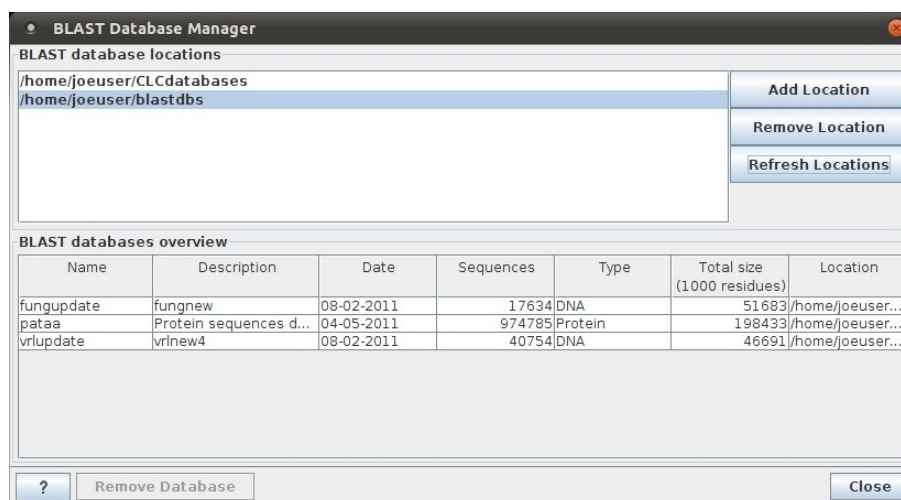 BLAST Database Manager
BLAST database locations
/home/joeuser/CLCdatabases
/home/joeuser/blastdbs
Add Location
Remove Location
Refresh Locations
BLAST databases overview
Name Description Date Sequences Type Total size (1000 residues) Location
fungupdate fungnew 08-02-2011 17634 DNA 51683 /home/joeuser...
pataa Protein sequences d... 04-05-2011 974785 Protein 198433 /home/joeuser...
vrlupdate vrlnew4 08-02-2011 40754 DNA 46691 /home/joeuser...
? Remove Database Close